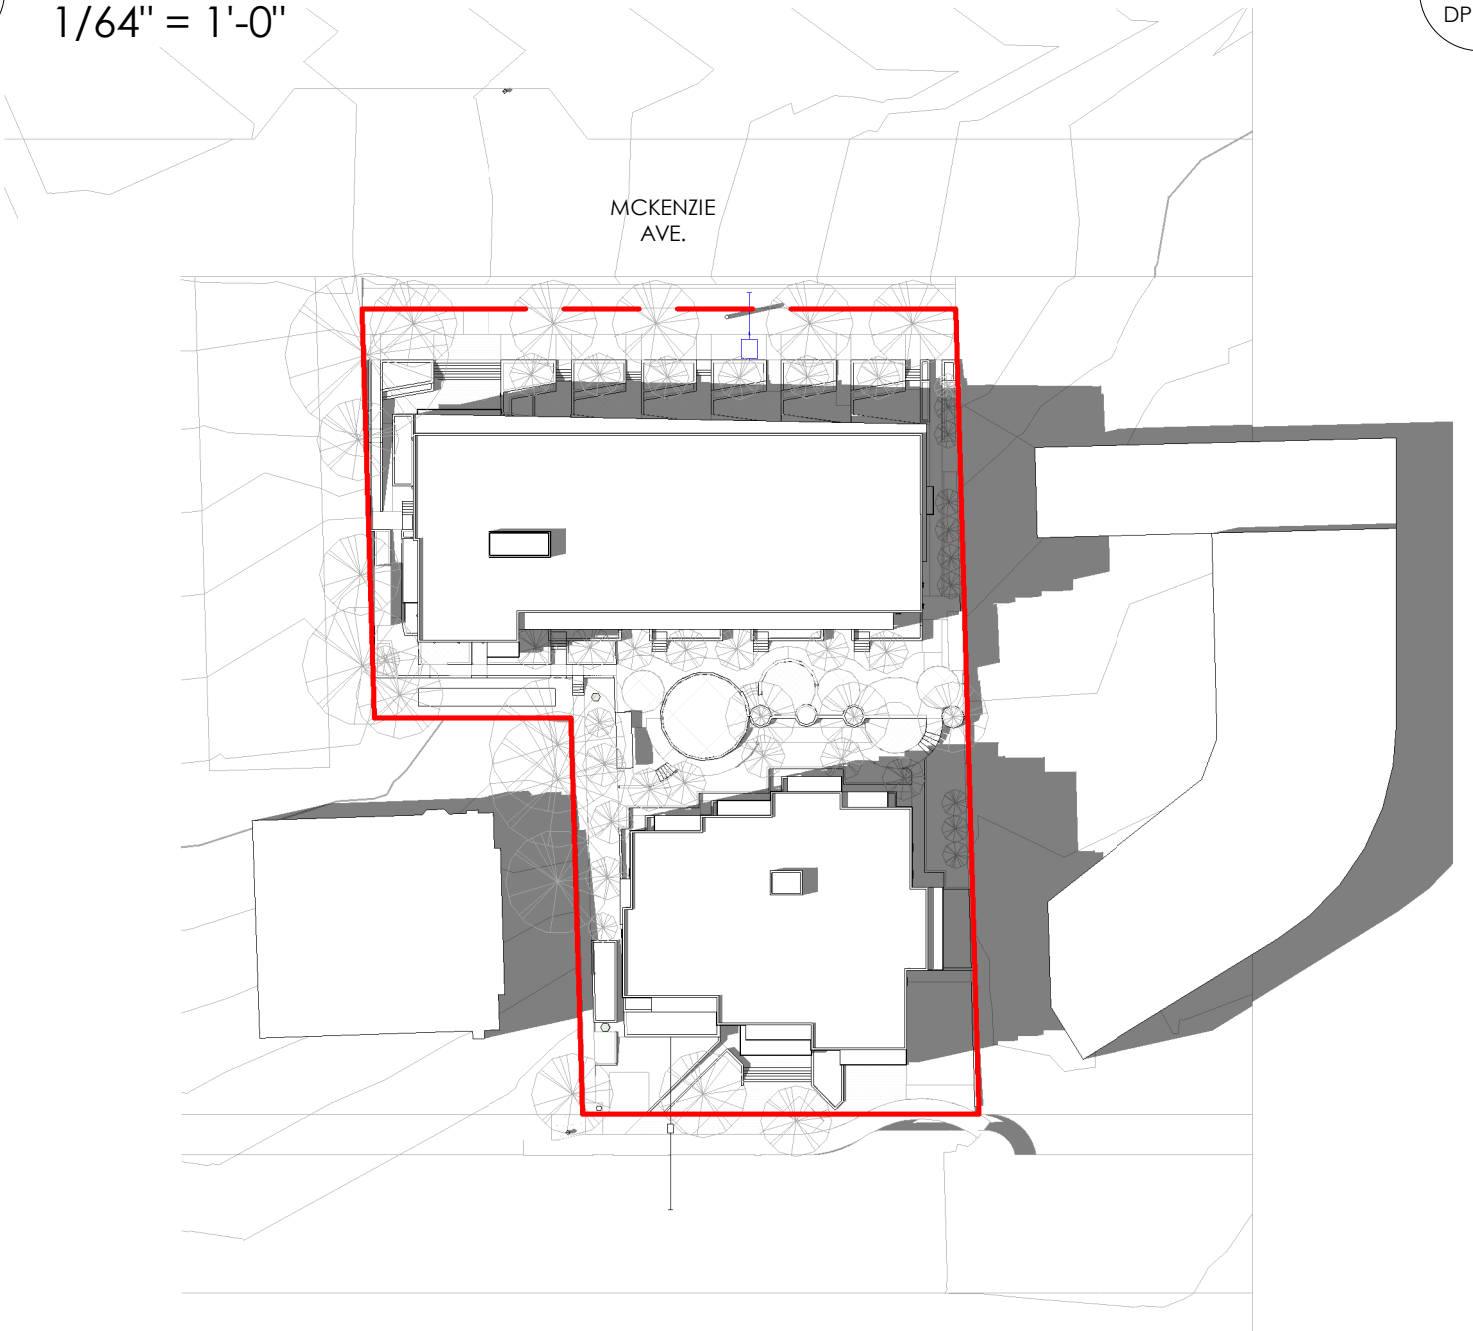 1/64" = 1'-0"
DP
MCKENZIE
AVE.